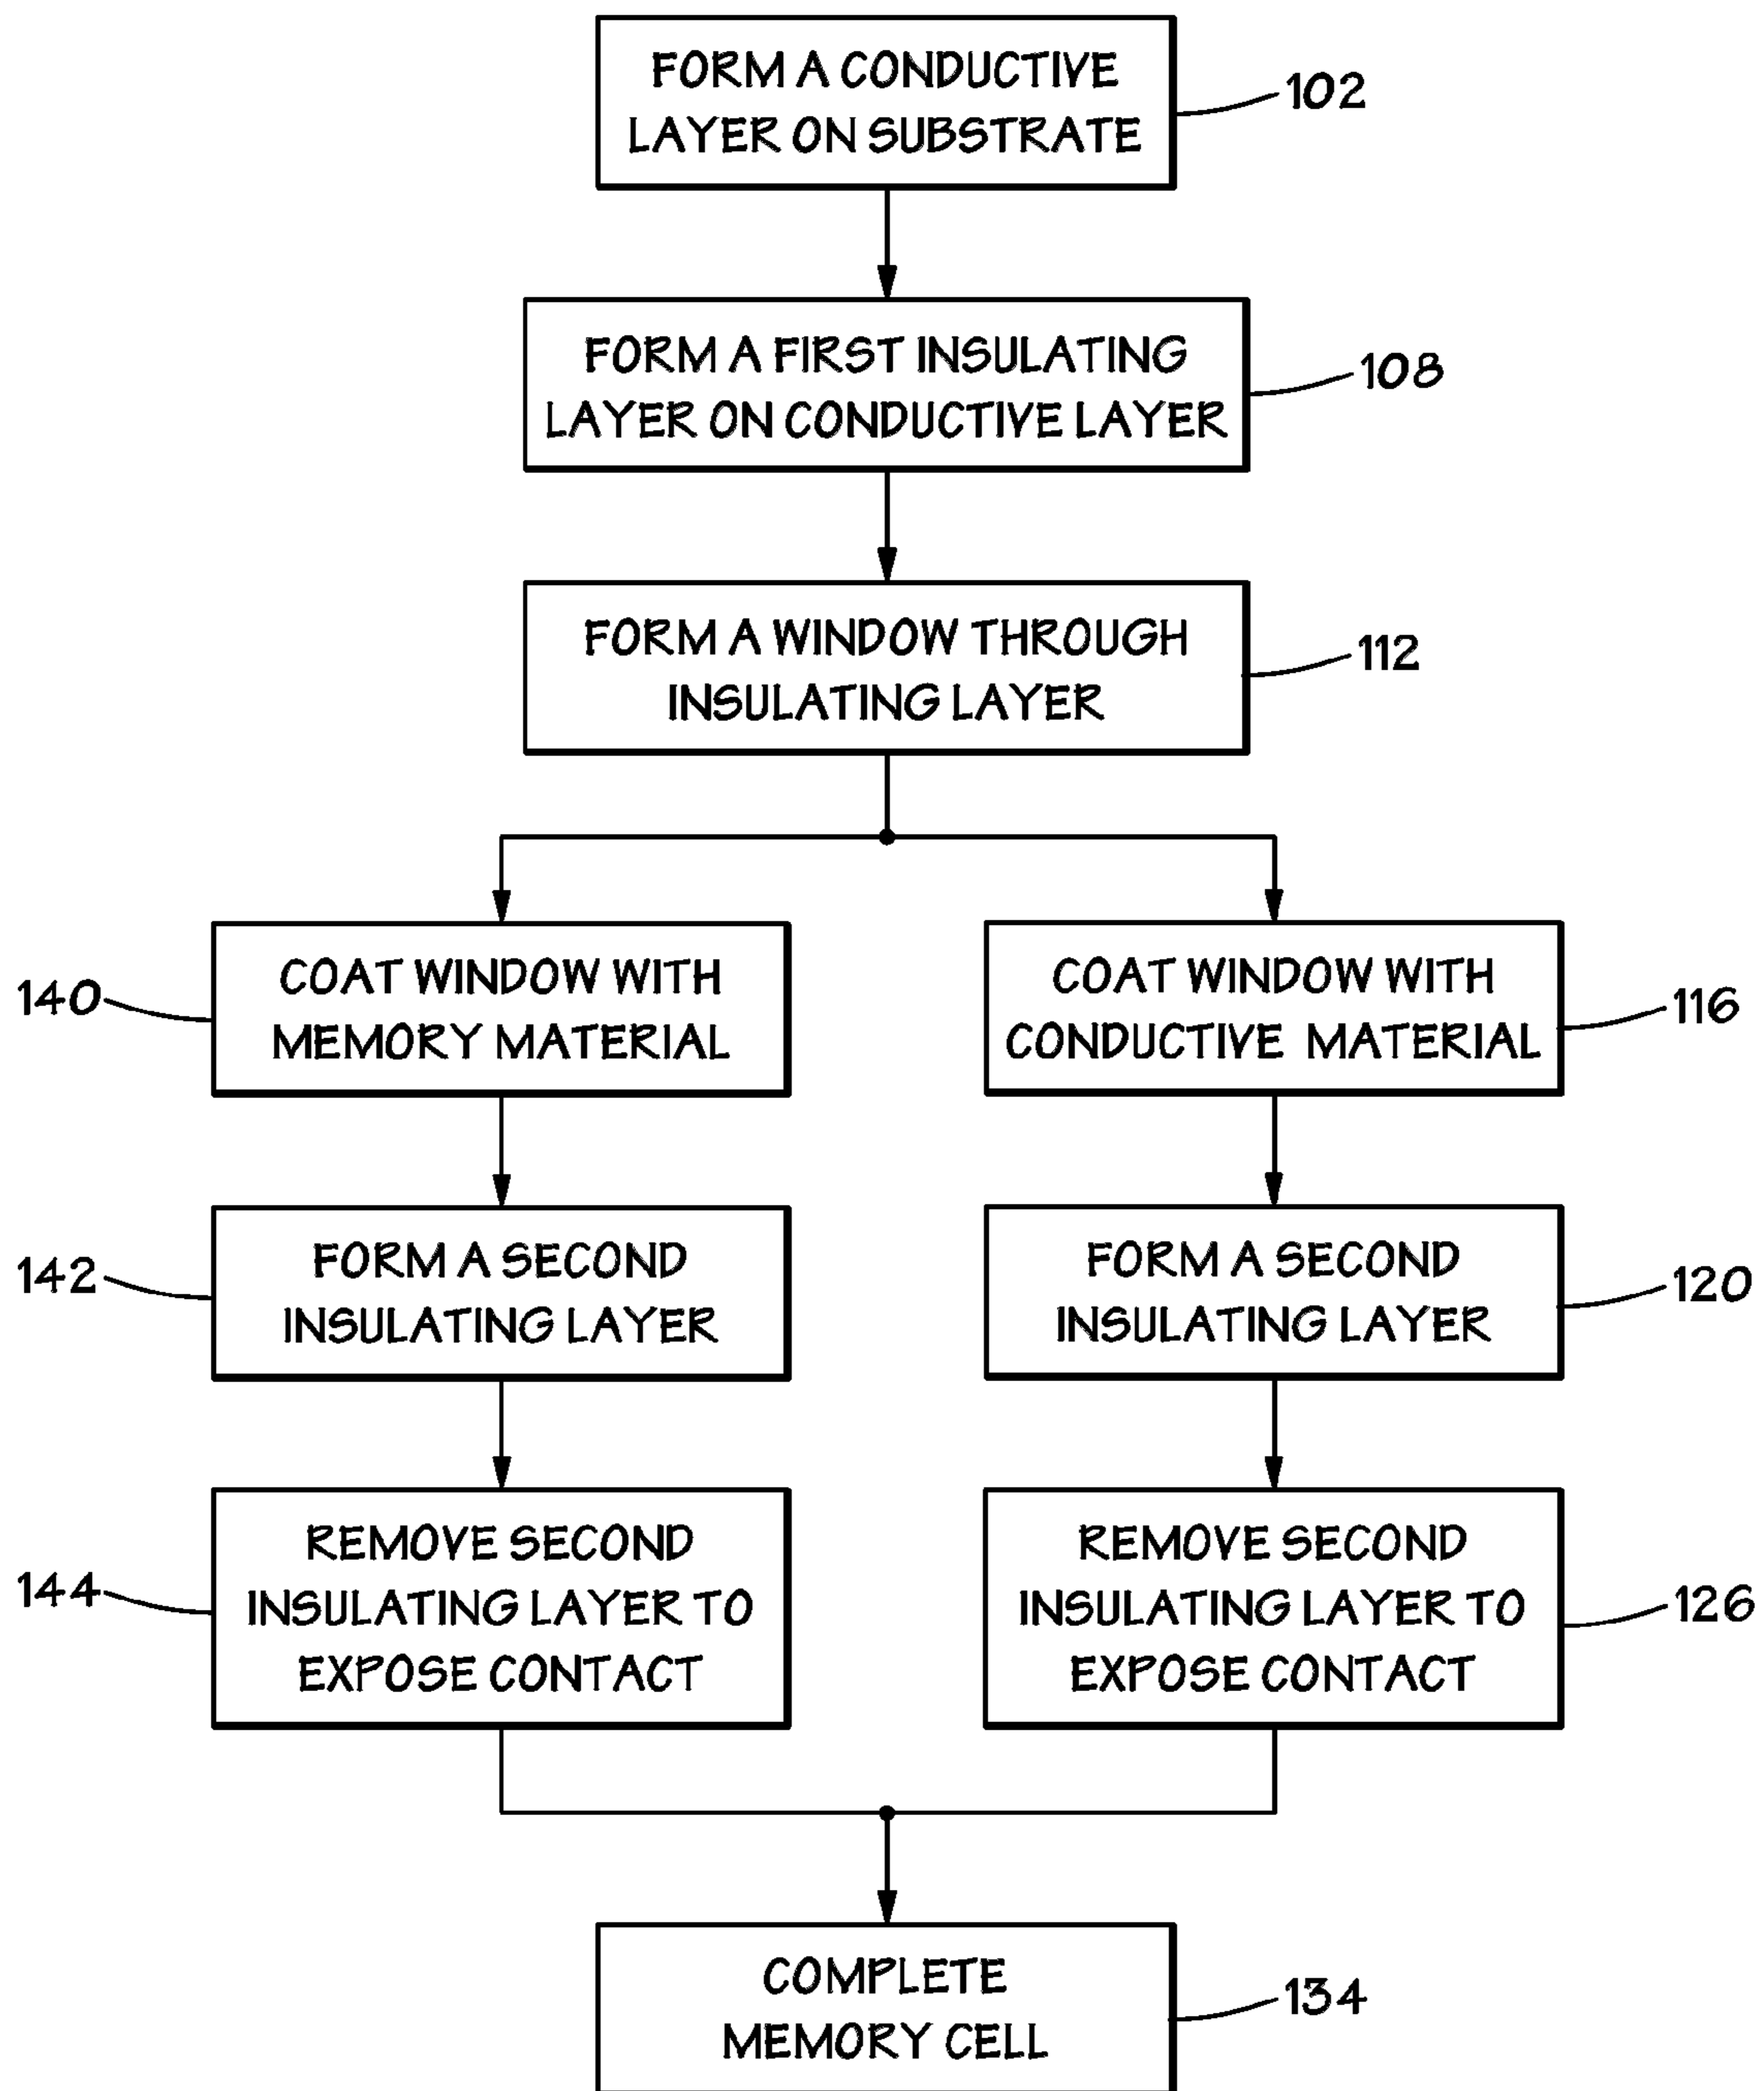 FORM A CONDUCTIVE
LAYER ON SUBSTRATE
102
FORM A FIRST INSULATING
LAYER ON CONDUCTIVE LAYER
108
FORM A WINDOW THROUGH
INSULATING LAYER
112
140
COAT WINDOW WITH
MEMORY MATERIAL
COAT WINDOW WITH
CONDUCTIVE MATERIAL
116
142
FORM A SECOND
INSULATING LAYER
FORM A SECOND
INSULATING LAYER
120
144
REMOVE SECOND
INSULATING LAYER TO
EXPOSE CONTACT
REMOVE SECOND
INSULATING LAYER TO
EXPOSE CONTACT
126
COMPLETE
MEMORY CELL
134